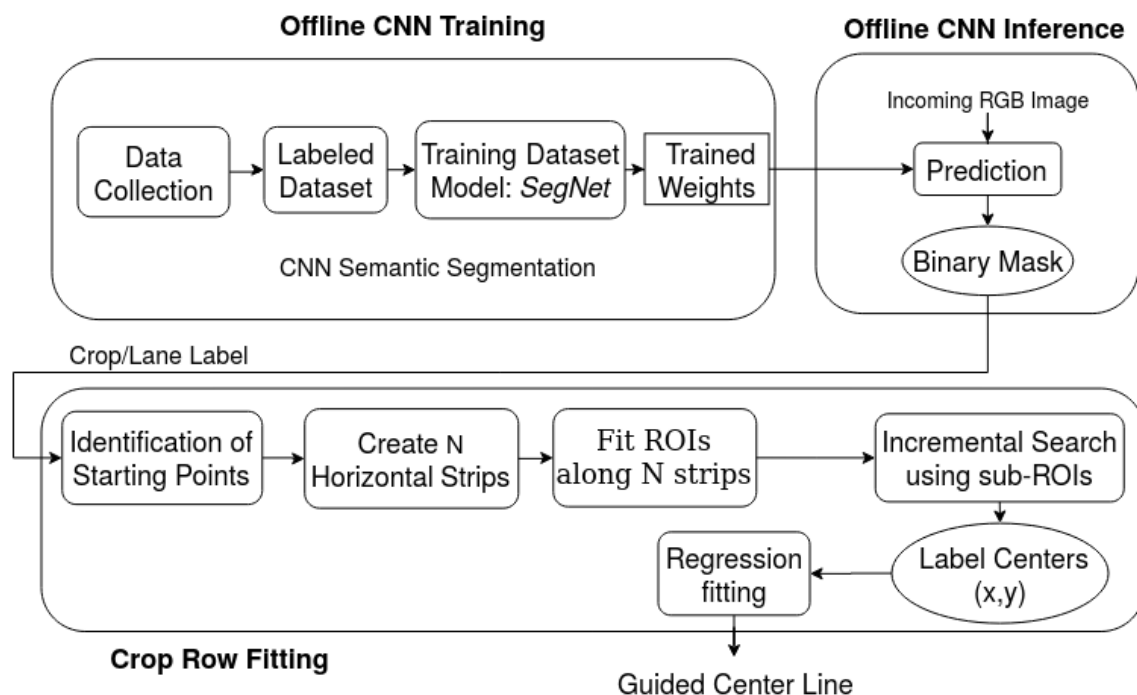 Offline CNN Training
Offline CNN Inference
Data
Collection
Labeled
Dataset
Training Dataset
Model: SegNet
Trained
Weights
CNN Semantic Segmentation
Incoming RGB Image
Prediction
Binary Mask
Crop/Lane Label
Identification of
Starting Points
Create N
Horizontal Strips
Fit ROIs
along N strips
Incremental Search
using sub-ROIs
Label Centers
(x,y)
Regression
fitting
Crop Row Fitting
Guided Center Line